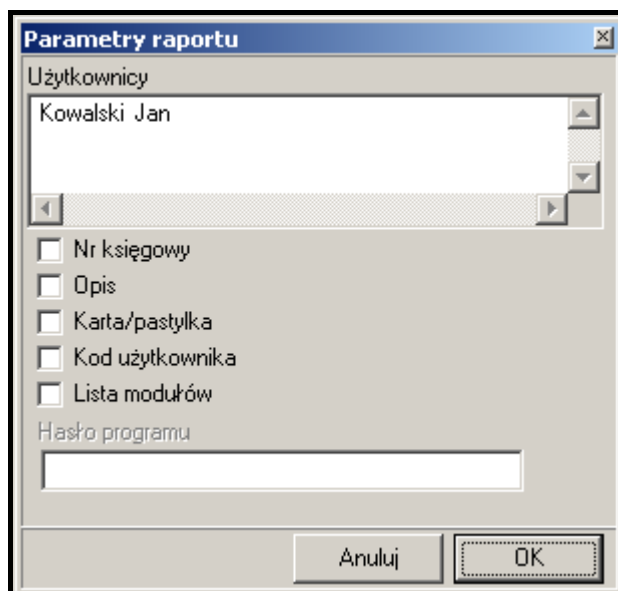 Parametry raportu
Użytkownicy
Kowalski Jan
Nr księgowy
Opis
Karta/pastylka
Kod użytkownika
Lista modułów
Hasło programu
Anuluj OK